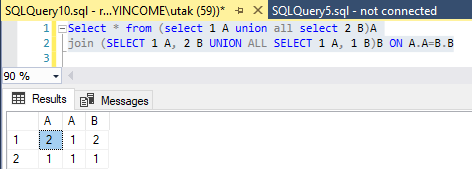 SQLQuery10.sql - r...YINCOME\utak (59))*
SQLQuery5.sql - not connected
1 Select * from (select 1 A union all select 2 B)A
2 join (SELECT 1 A, 2 B UNION ALL SELECT 1 A, 1 B)B ON A.A=B.B
3
90 %
Results Messages
A A B
1 2 1 2
2 1 1 1